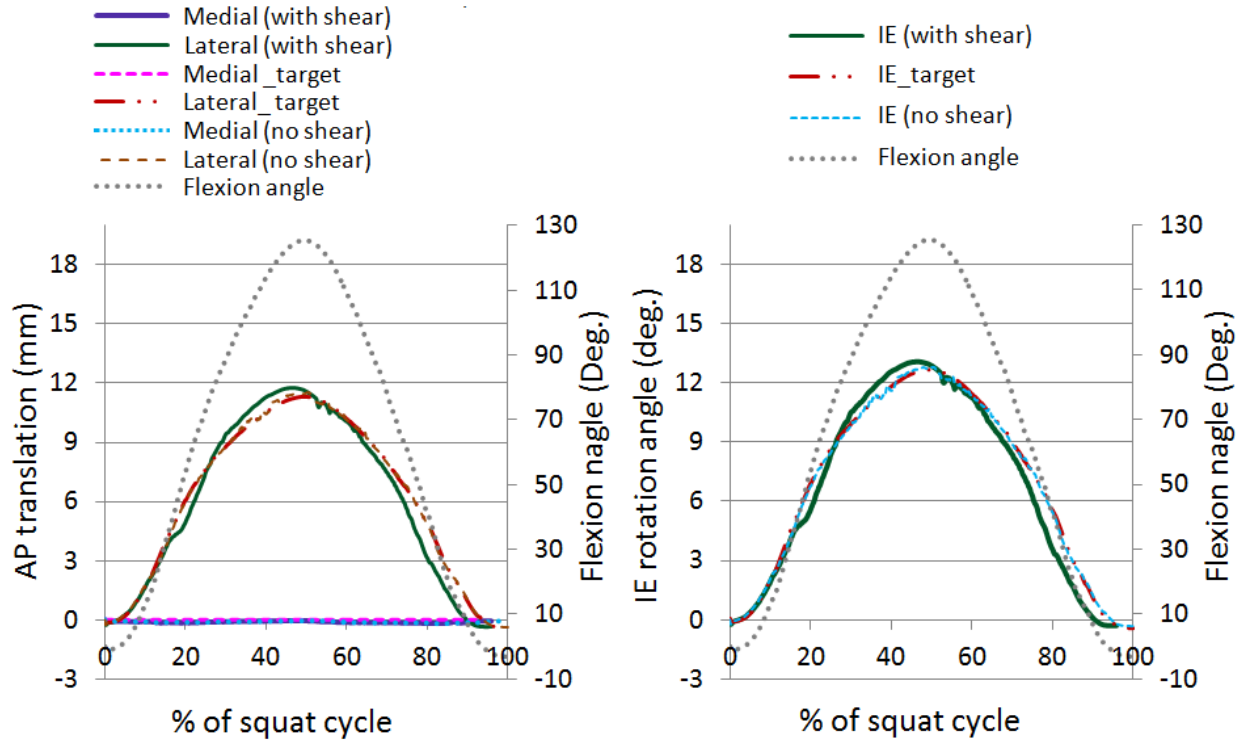 Medial (with shear)
Lateral (with shear)
Medial _target
Lateral_target
Medial (no shear)
Lateral (no shear)
Flexion angle
IE (with shear)
IE_target
IE (no shear)
Flexion angle
AP translation (mm)
18
15
12
9
6
3
0
-3
130
110
90
70
50
30
10
-10
Flexion nagle (Deg.)
0 20 40 60 80 100
% of squat cycle
IE rotation angle (deg.)
18
15
12
9
6
3
0
-3
130
110
90
70
50
30
10
-10
Flexion nagle (Deg.)
0 20 40 60 80 100
% of squat cycle